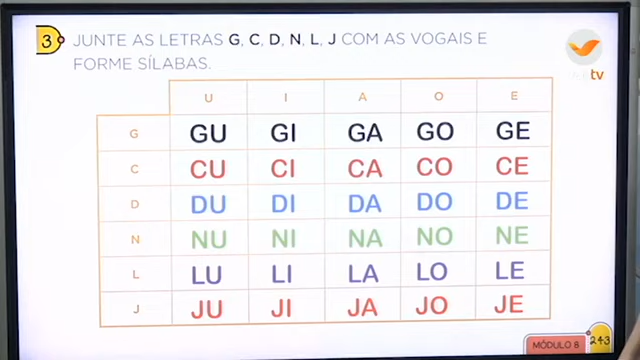 3 JUNTE AS LETRAS G, C, D, N, L, J COM AS VOGAIS E
FORME SÍLABAS.
tv
U I A O E
G GU GI GA GO GE
C CU CI CA CO CE
D DU DI DA DO DE
N NU NI NA NO NE
L LU LI LA LO LE
J JU JI JA JO JE
MÓDULO 8 243